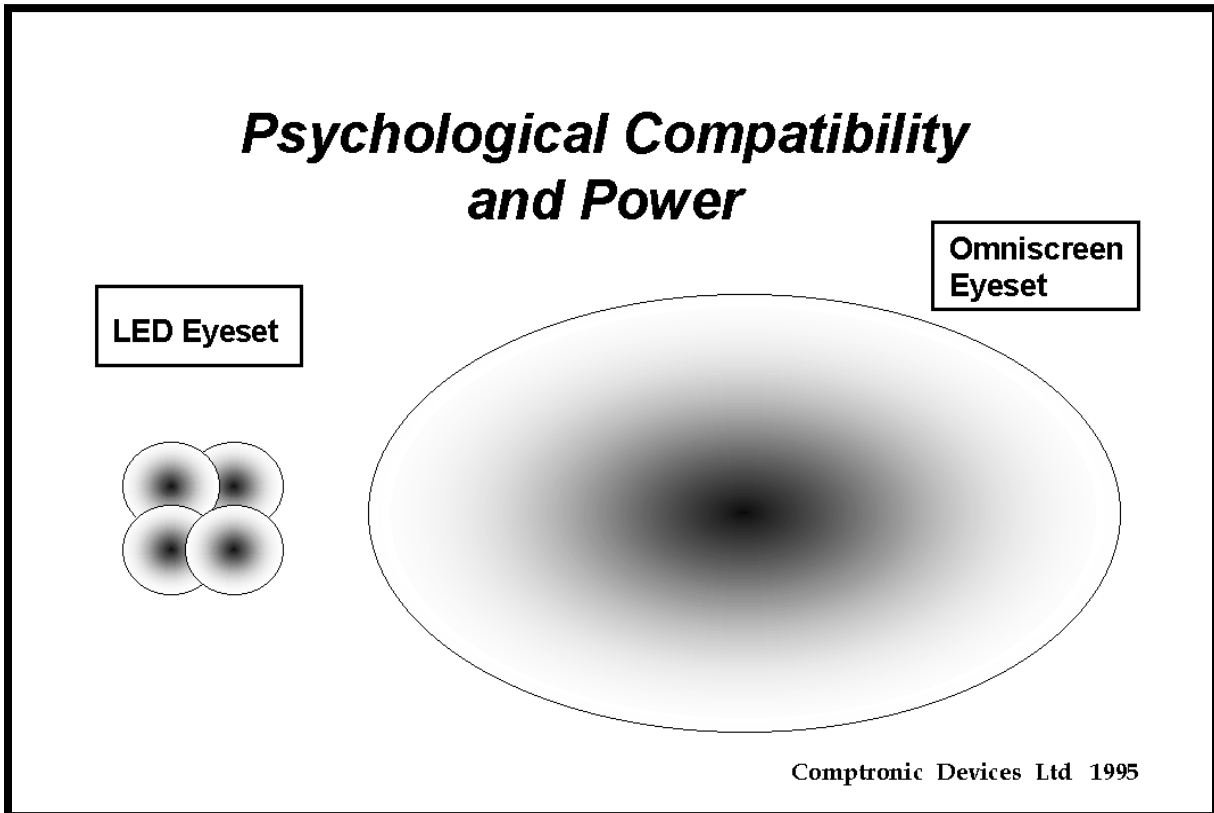 Psychological Compatibility
and Power
Omniscreen
Eyeset
LED Eyeset
Comptronic Devices Ltd 1995